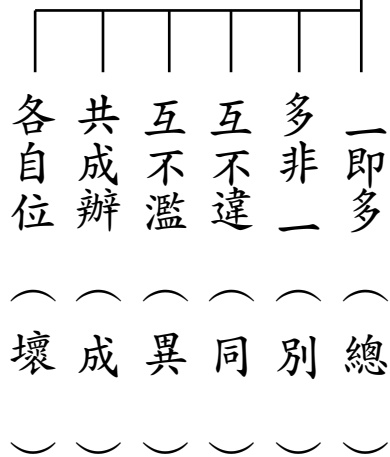 一即多（總）
多非一（別）
互不違（同）
互不濫（異）
共成辦（成）
各自位（壞）